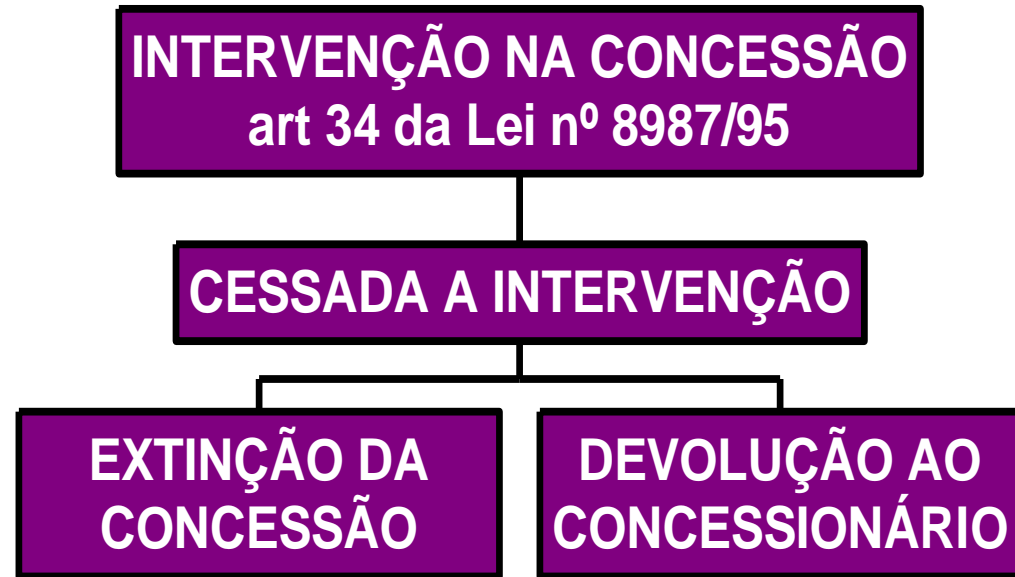 INTERVENÇÃO NA CONCESSÃO
art 34 da Lei nº 8987/95
CESSADA A INTERVENÇÃO
EXTINÇÃO DA
CONCESSÃO
DEVOLUÇÃO AO
CONCESSIONÁRIO